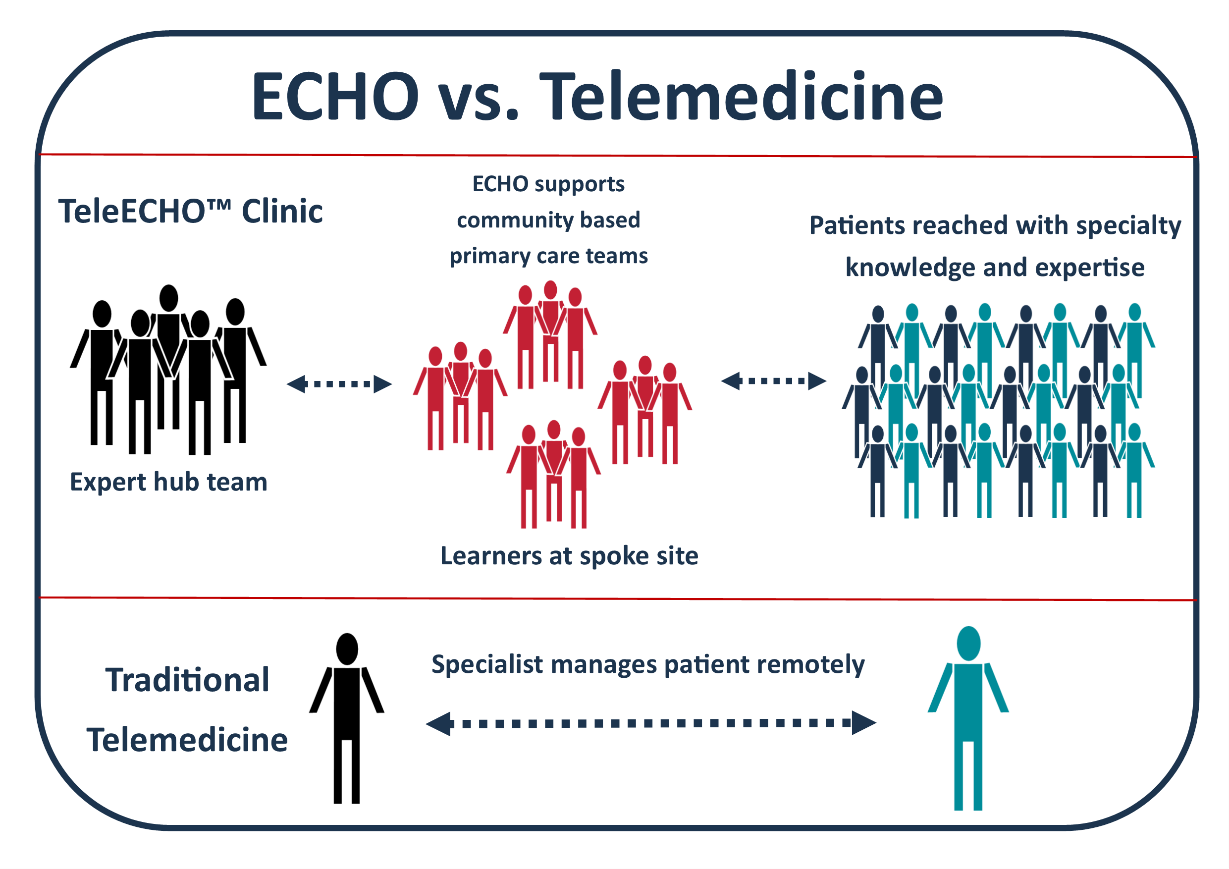 ECHO vs. Telemedicine
TeleECHO™ Clinic
ECHO supports
community based
primary care teams
Patients reached with specialty
knowledge and expertise
Expert hub team
Learners at spoke site
Traditional
Telemedicine
Specialist manages patient remotely